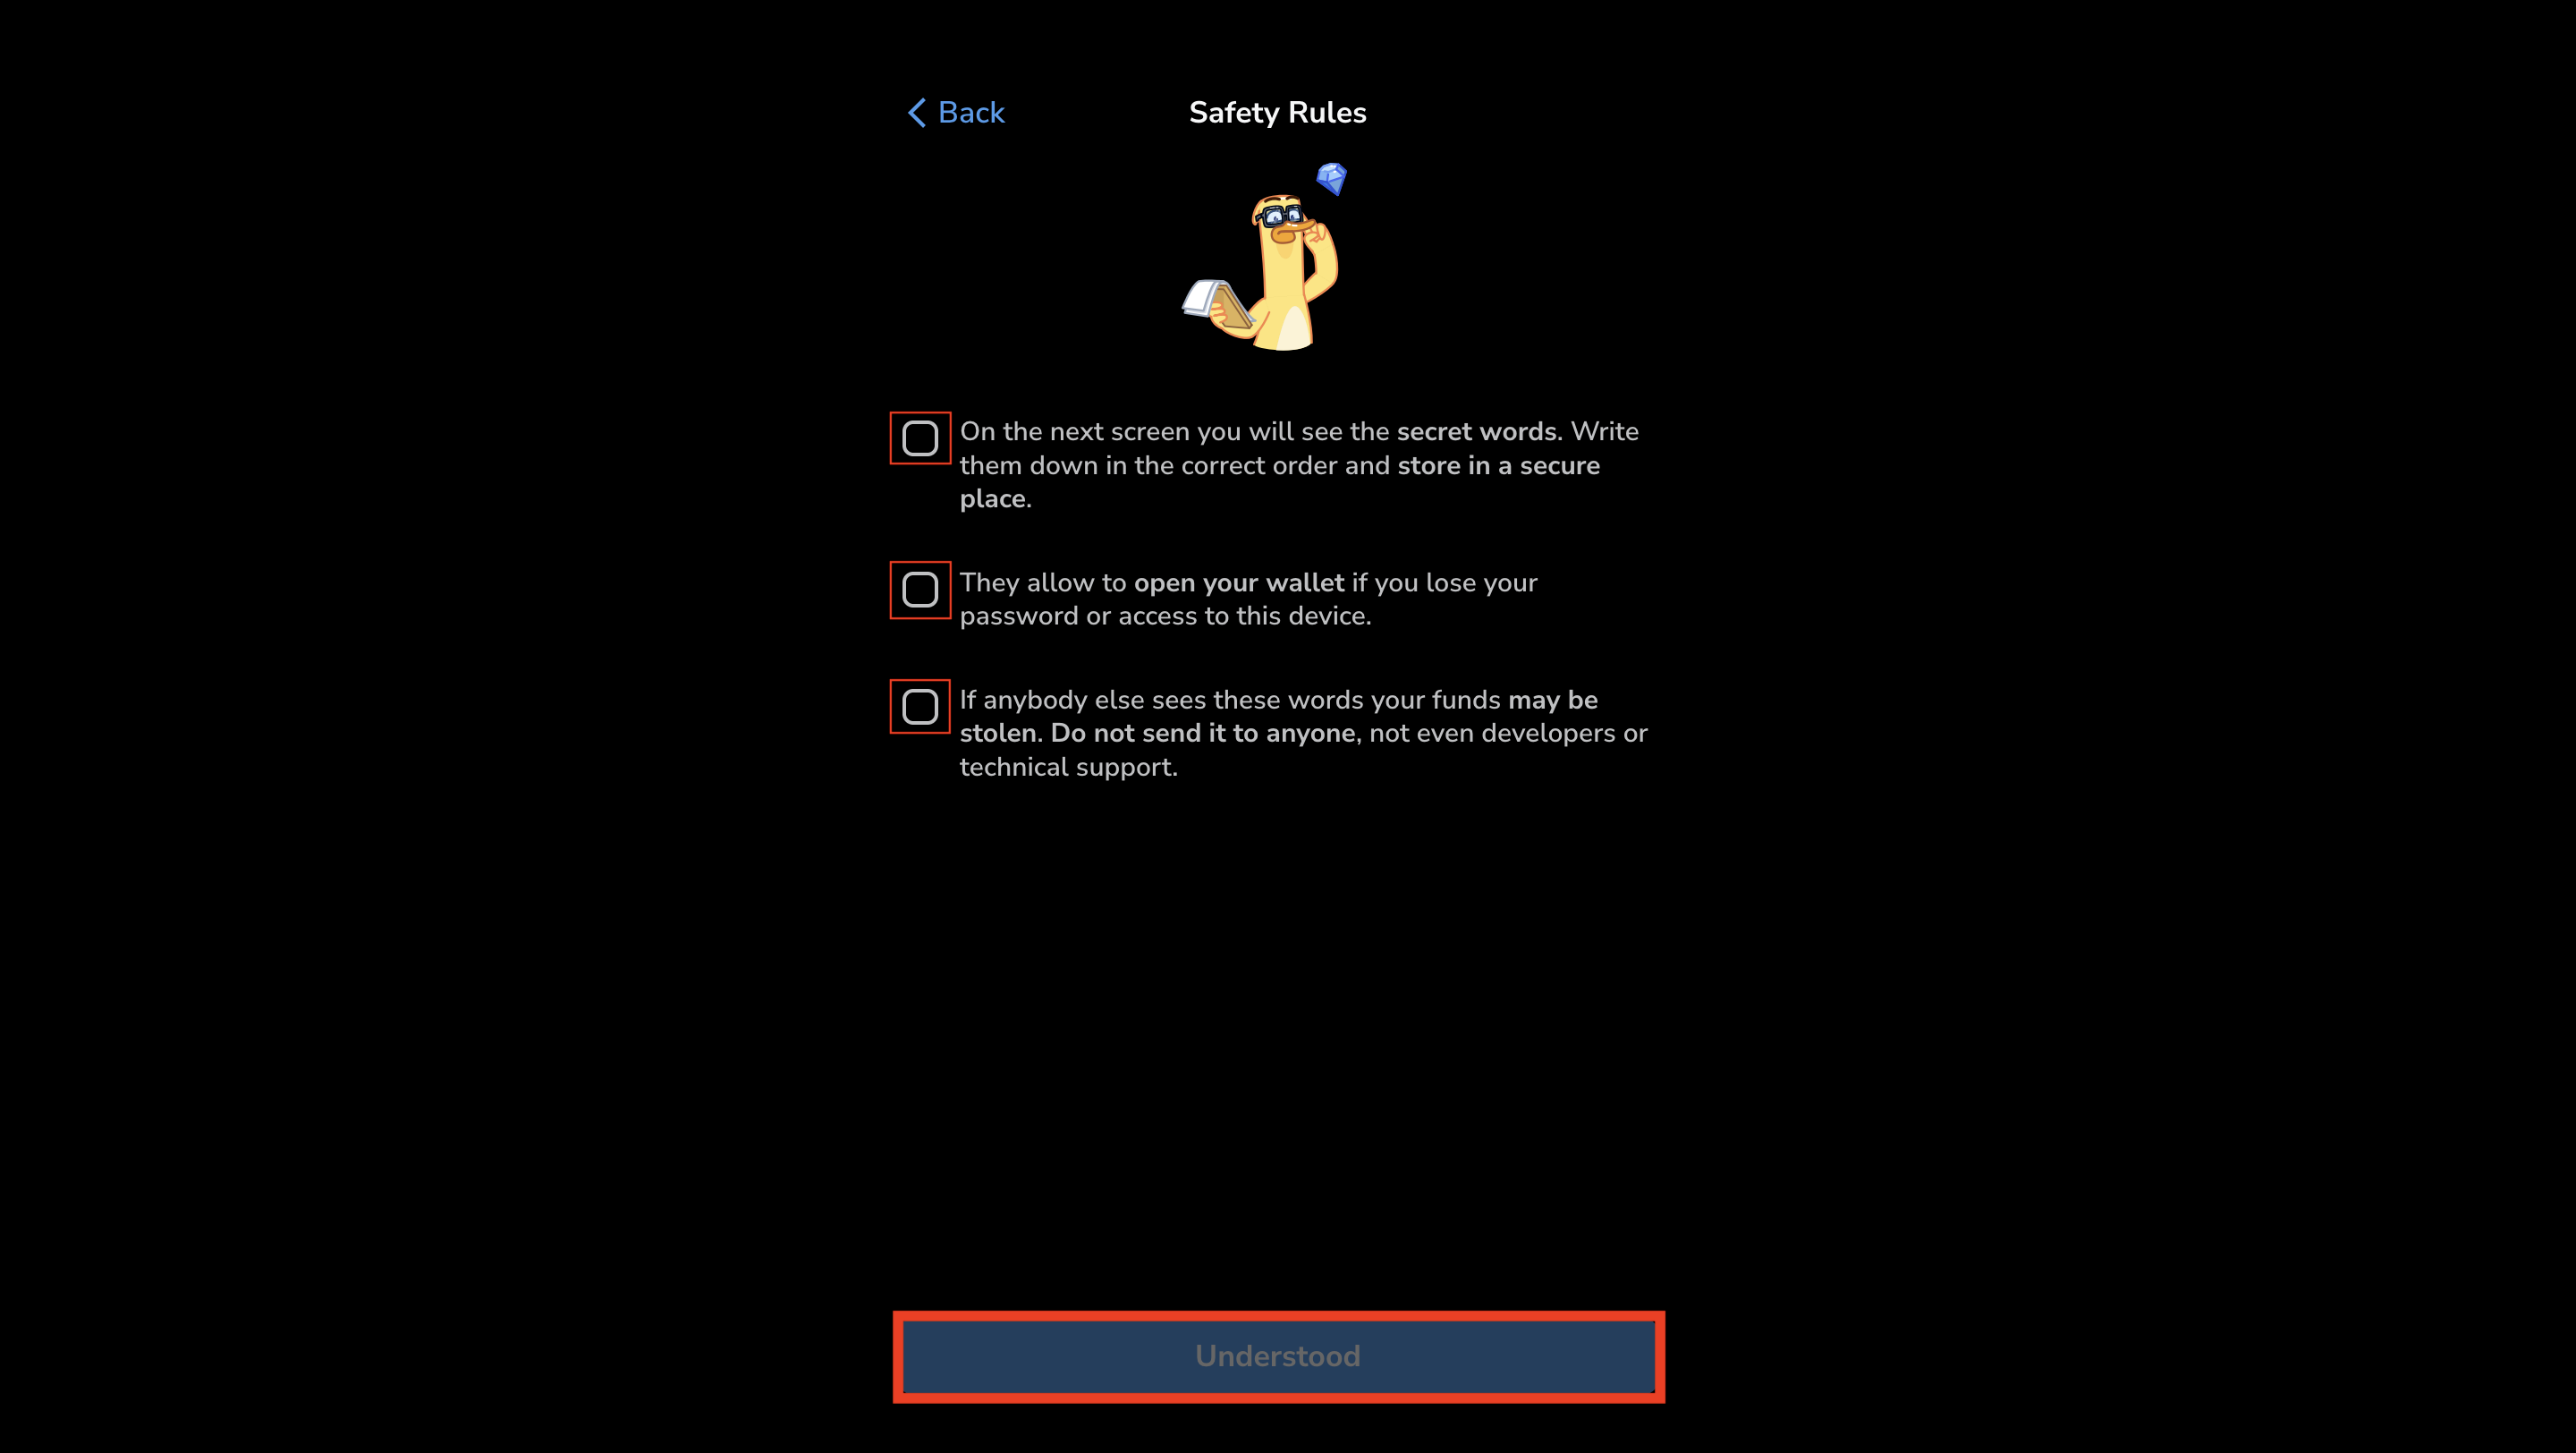 Back
Safety Rules
On the next screen you will see the secret words. Write
them down in the correct order and store in a secure
place.
They allow to open your wallet if you lose your
password or access to this device.
If anybody else sees these words your funds may be
stolen. Do not send it to anyone, not even developers or
technical support.
Understood